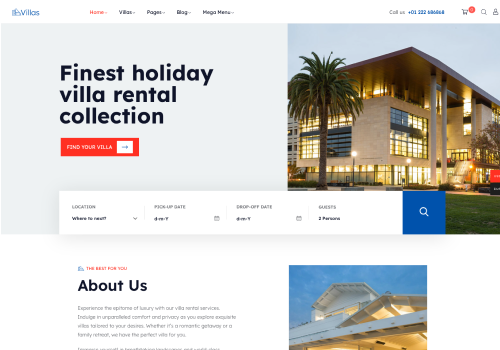 Villas
Home Villas Pages Blog Mega Menu
Call us +01 222 686868
0
Finest holiday
villa rental
collection
FIND YOUR VILLA
LOCATION
Where to next?
PICK-UP DATE
d-m-Y
DROP-OFF DATE
d-m-Y
GUESTS
2 Persons
THE BEST FOR YOU
About Us
Experience the epitome of luxury with our villa rental services.
Indulge in unparalleled comfort and privacy as you explore exquisite
villas tailored to your desires. Whether it's a romantic getaway or a
family retreat, we have the perfect villa for you.